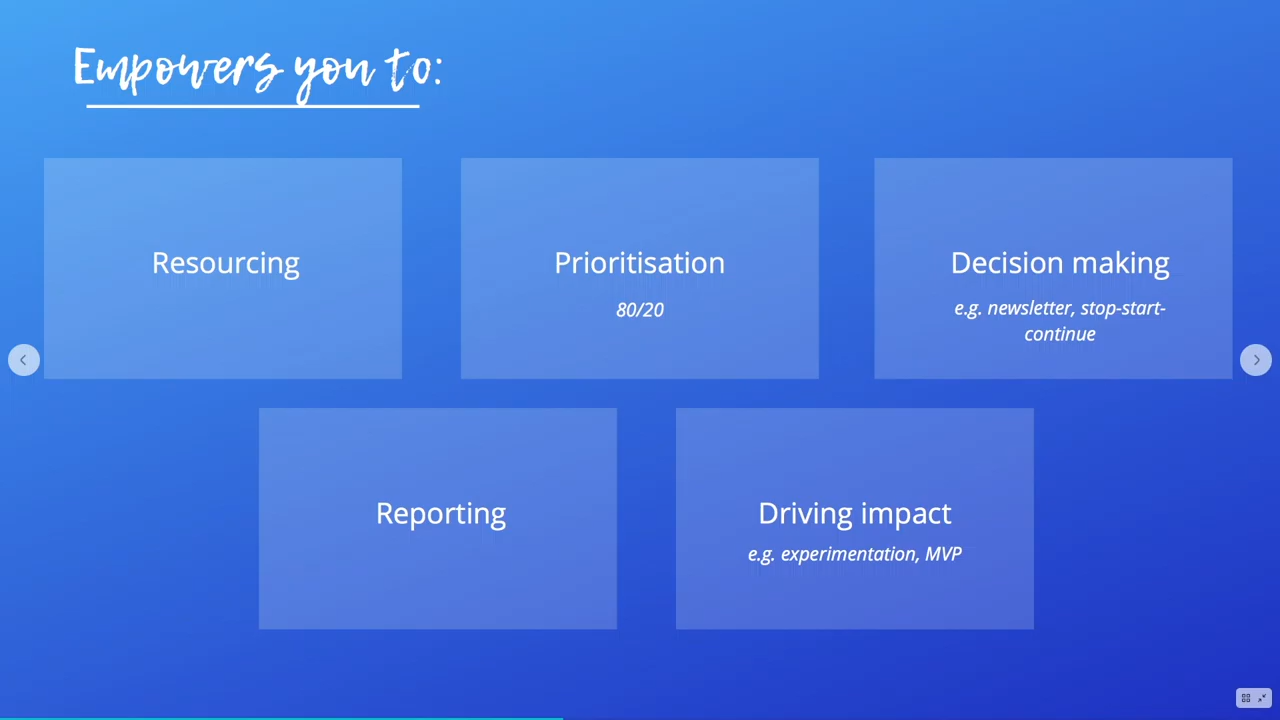 Empowers you to:
Resourcing
Prioritisation
80/20
Decision making
e.g. newsletter, stop-start-
continue
Reporting
Driving impact
e.g. experimentation, MVP